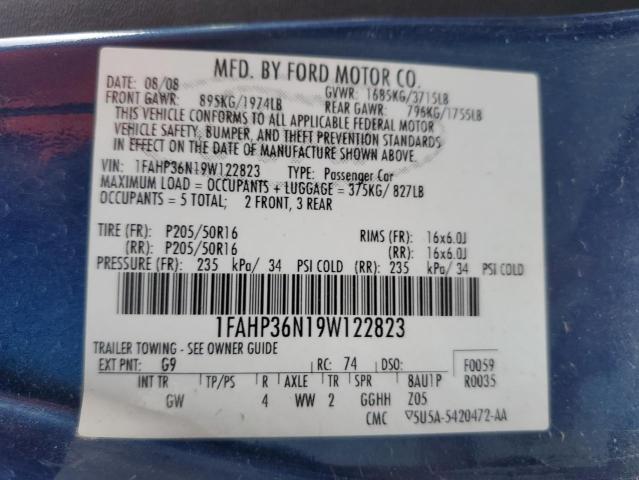 MFD. BY FORD MOTOR CO.
DATE: 08/08 GVWR: 1685KG/3715LB
FRONT GAWR: 895KG/1974LB REAR GAWR: 796KG/1755LB
THIS VEHICLE CONFORMS TO ALL APPLICABLE FEDERAL MOTOR
VEHICLE SAFETY, BUMPER, AND THEFT PREVENTION STANDARDS
IN EFFECT ON THE DATE OF MANUFACTURE SHOWN ABOVE.
VIN: 1FAHP36N19W122823 TYPE: Passenger Car
MAXIMUM LOAD = OCCUPANTS + LUGGAGE = 375KG/ 827LB
OCCUPANTS = 5 TOTAL; 2 FRONT, 3 REAR
TIRE (FR): P205/50R16 RIMS (FR): 16x6.0J
(RR): P205/50R16 (RR): 16x6.0J
PRESSURE (FR): 235 kPa/ 34 PSI COLD (RR): 235 kPa/ 34 PSI COLD
1FAHP36N19W122823
TRAILER TOWING - SEE OWNER GUIDE
EXT PNT: G9 RC: 74 DSO: F0059
INT TR TP/PS R AXLE TR SPR 8AU1P R0035
GW 4 WW 2 GGHH Z05
CMC ▽5U5A-5420472-AA